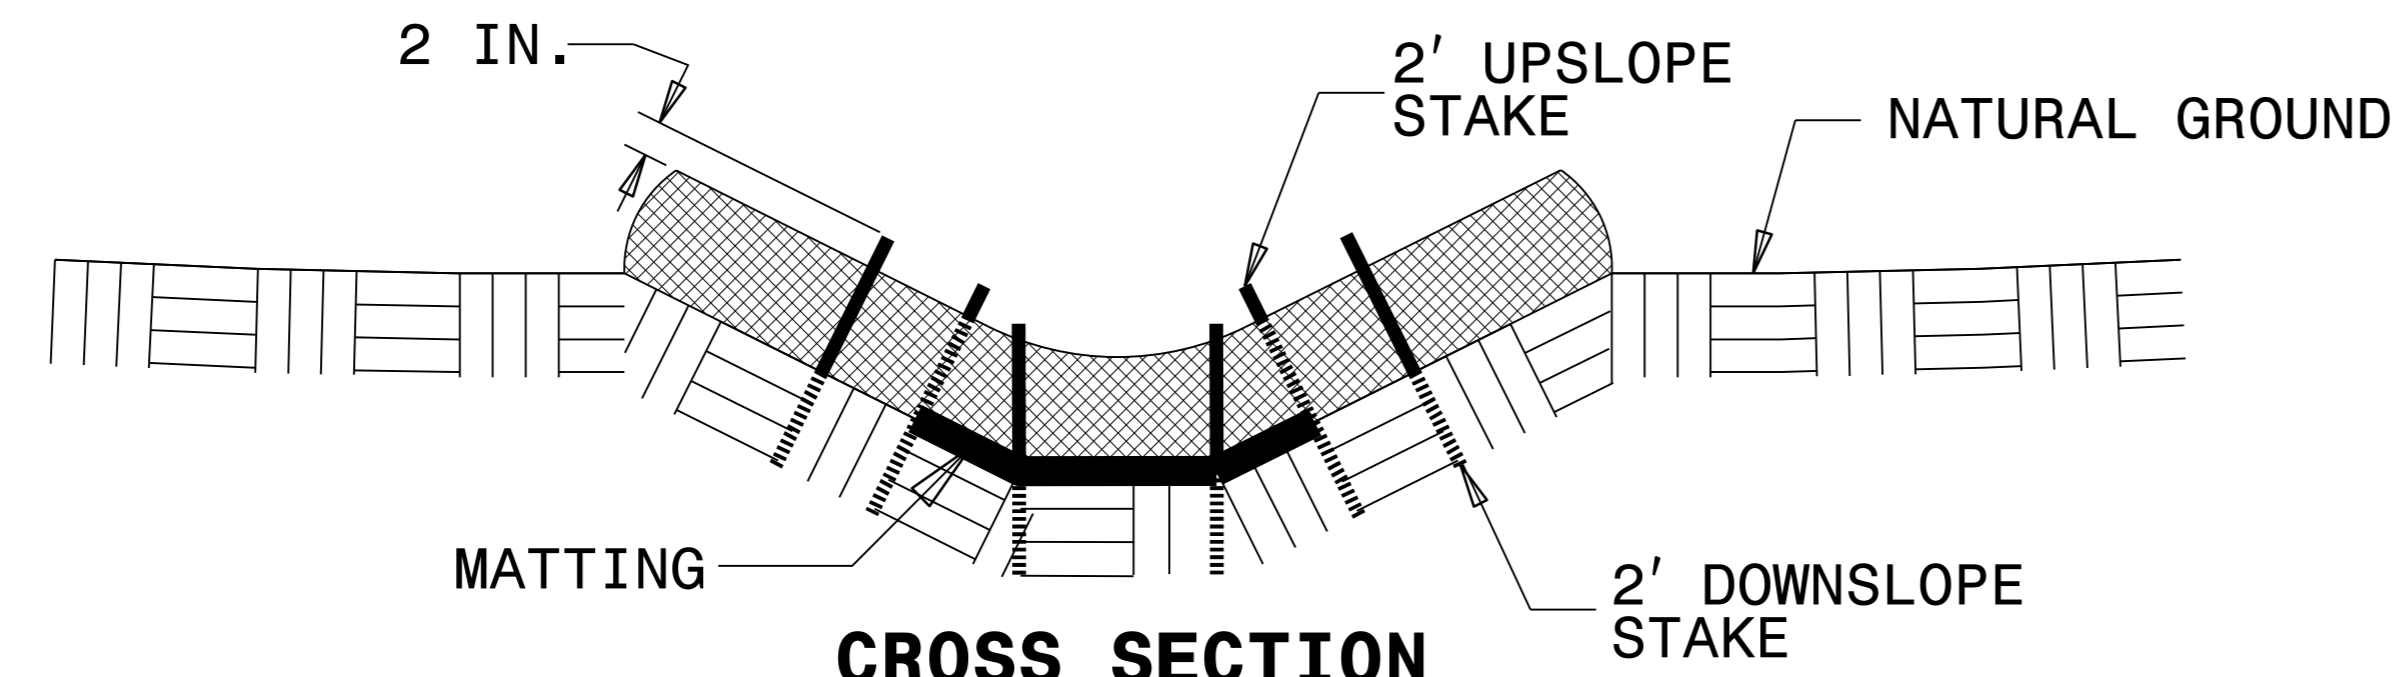 2 IN.
2' UPSLOPE
STAKE
NATURAL GROUND
MATTING
2' DOWNSLOPE
STAKE
CROSS SECTION